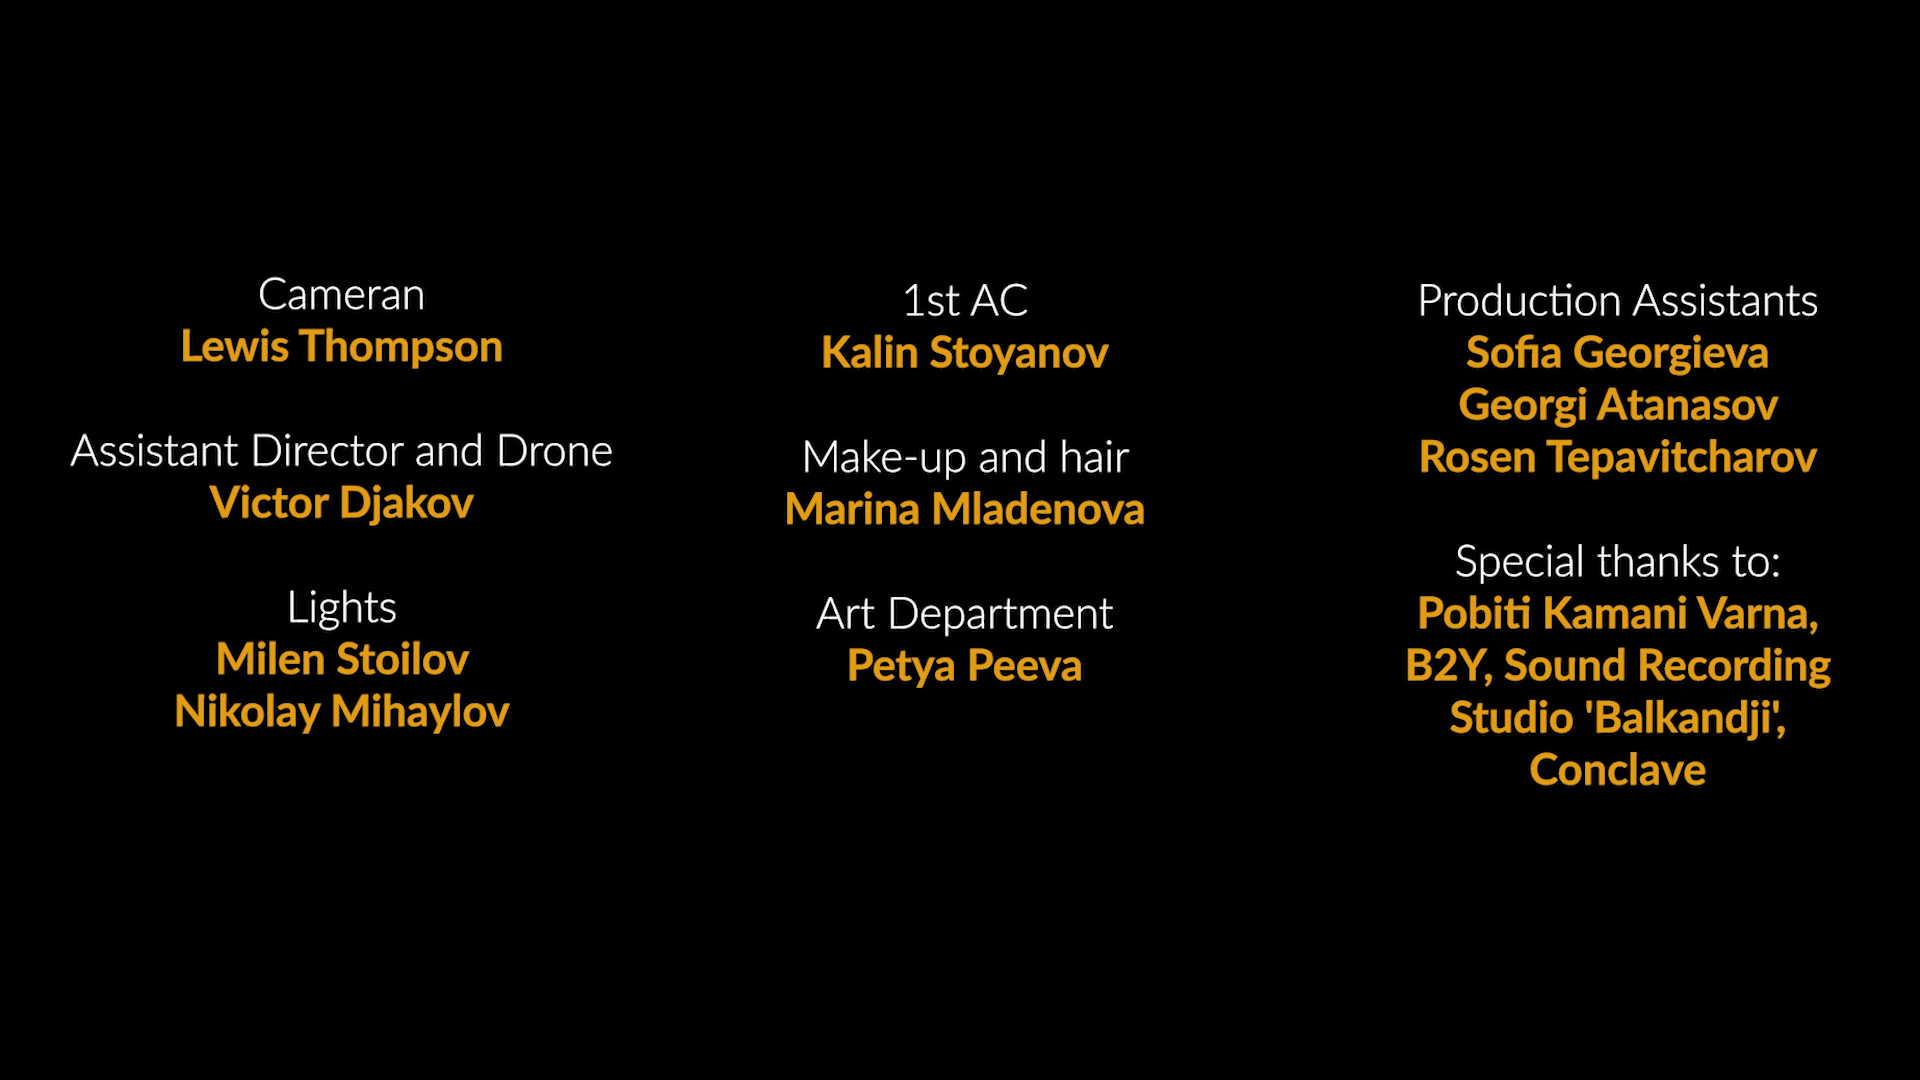 Cameran
Lewis Thompson
Assistant Director and Drone
Victor Djakov
Lights
Milen Stoilov
Nikolay Mihaylov
1st AC
Kalin Stoyanov
Make-up and hair
Marina Mladenova
Art Department
Petya Peeva
Production Assistants
Sofia Georgieva
Georgi Atanasov
Rosen Tepavitcharov
Special thanks to:
Pobiti Kamani Varna,
B2Y, Sound Recording
Studio 'Balkandji',
Conclave